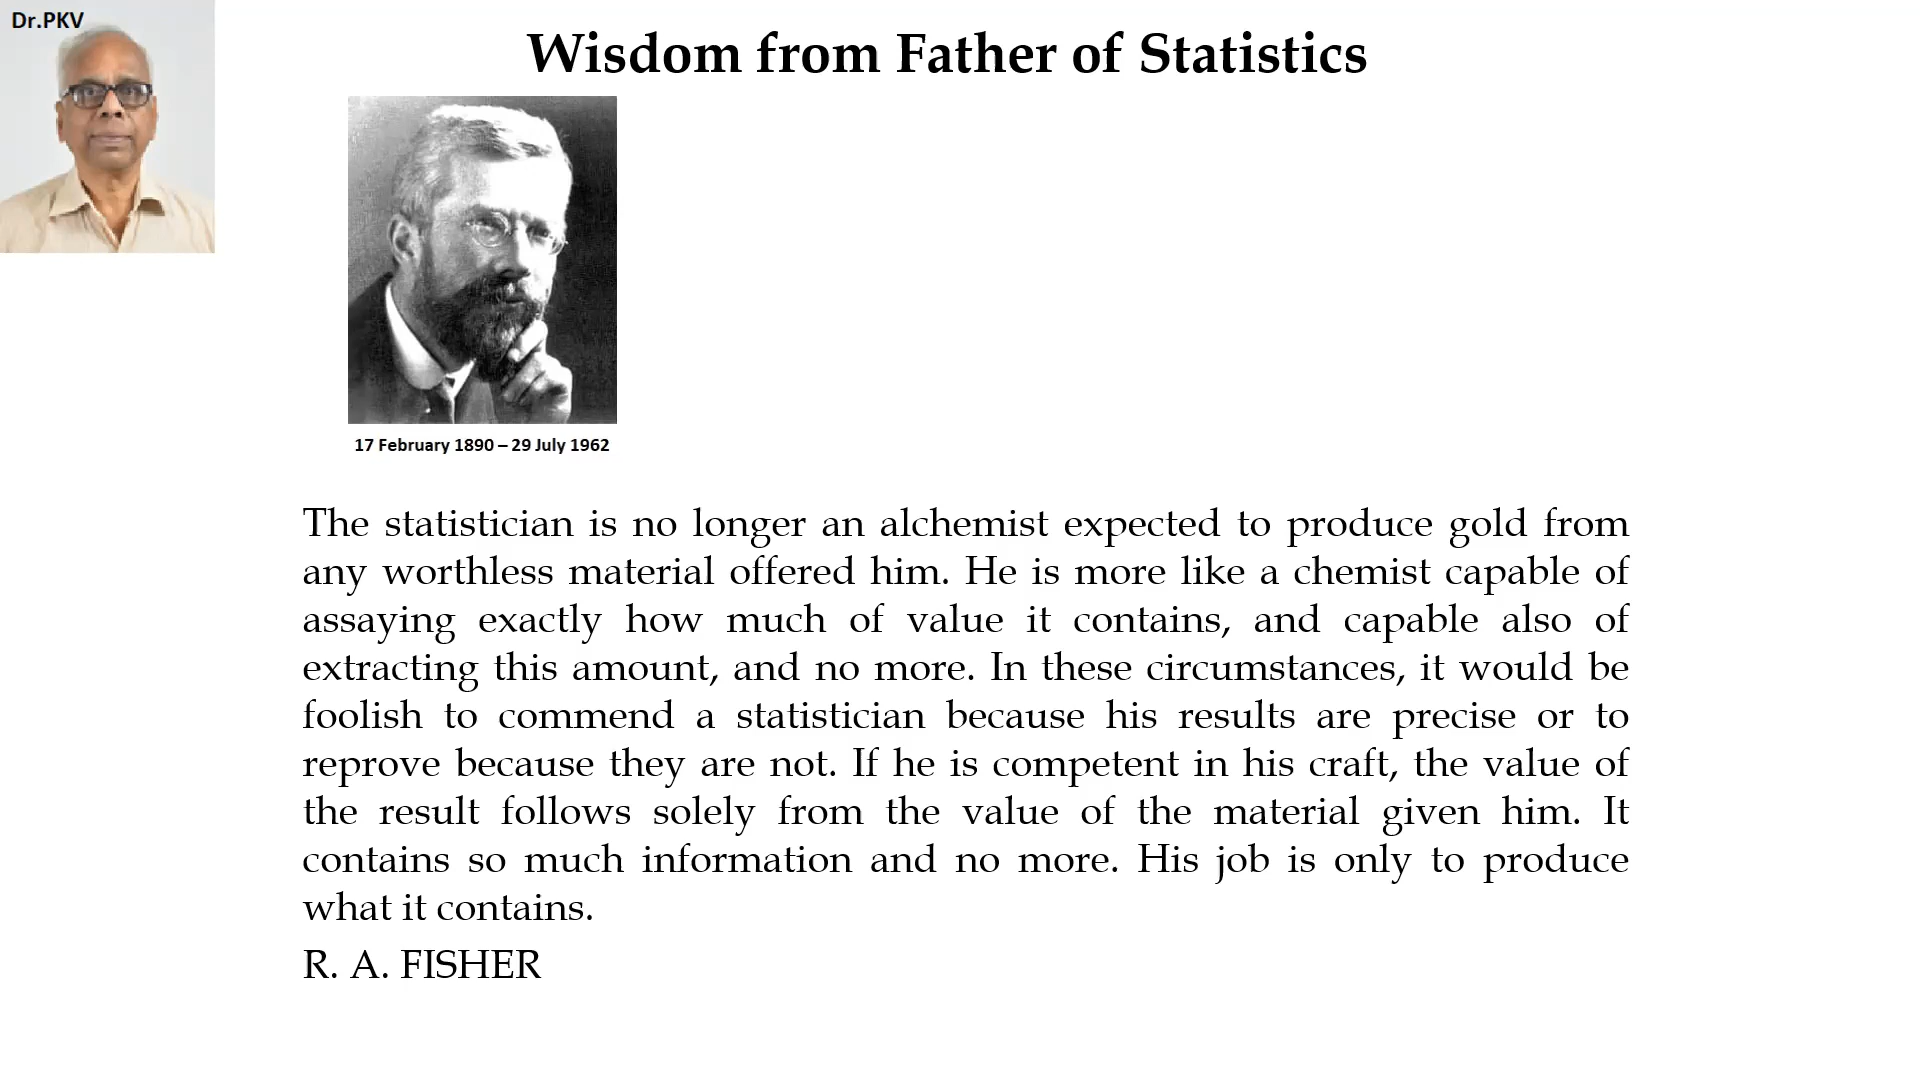 Dr.PKV
Wisdom from Father of Statistics
17 February 1890 – 29 July 1962
The statistician is no longer an alchemist expected to produce gold from
any worthless material offered him. He is more like a chemist capable of
assaying exactly how much of value it contains, and capable also of
extracting this amount, and no more. In these circumstances, it would be
foolish to commend a statistician because his results are precise or to
reprove because they are not. If he is competent in his craft, the value of
the result follows solely from the value of the material given him. It
contains so much information and no more. His job is only to produce
what it contains.
R. A. FISHER